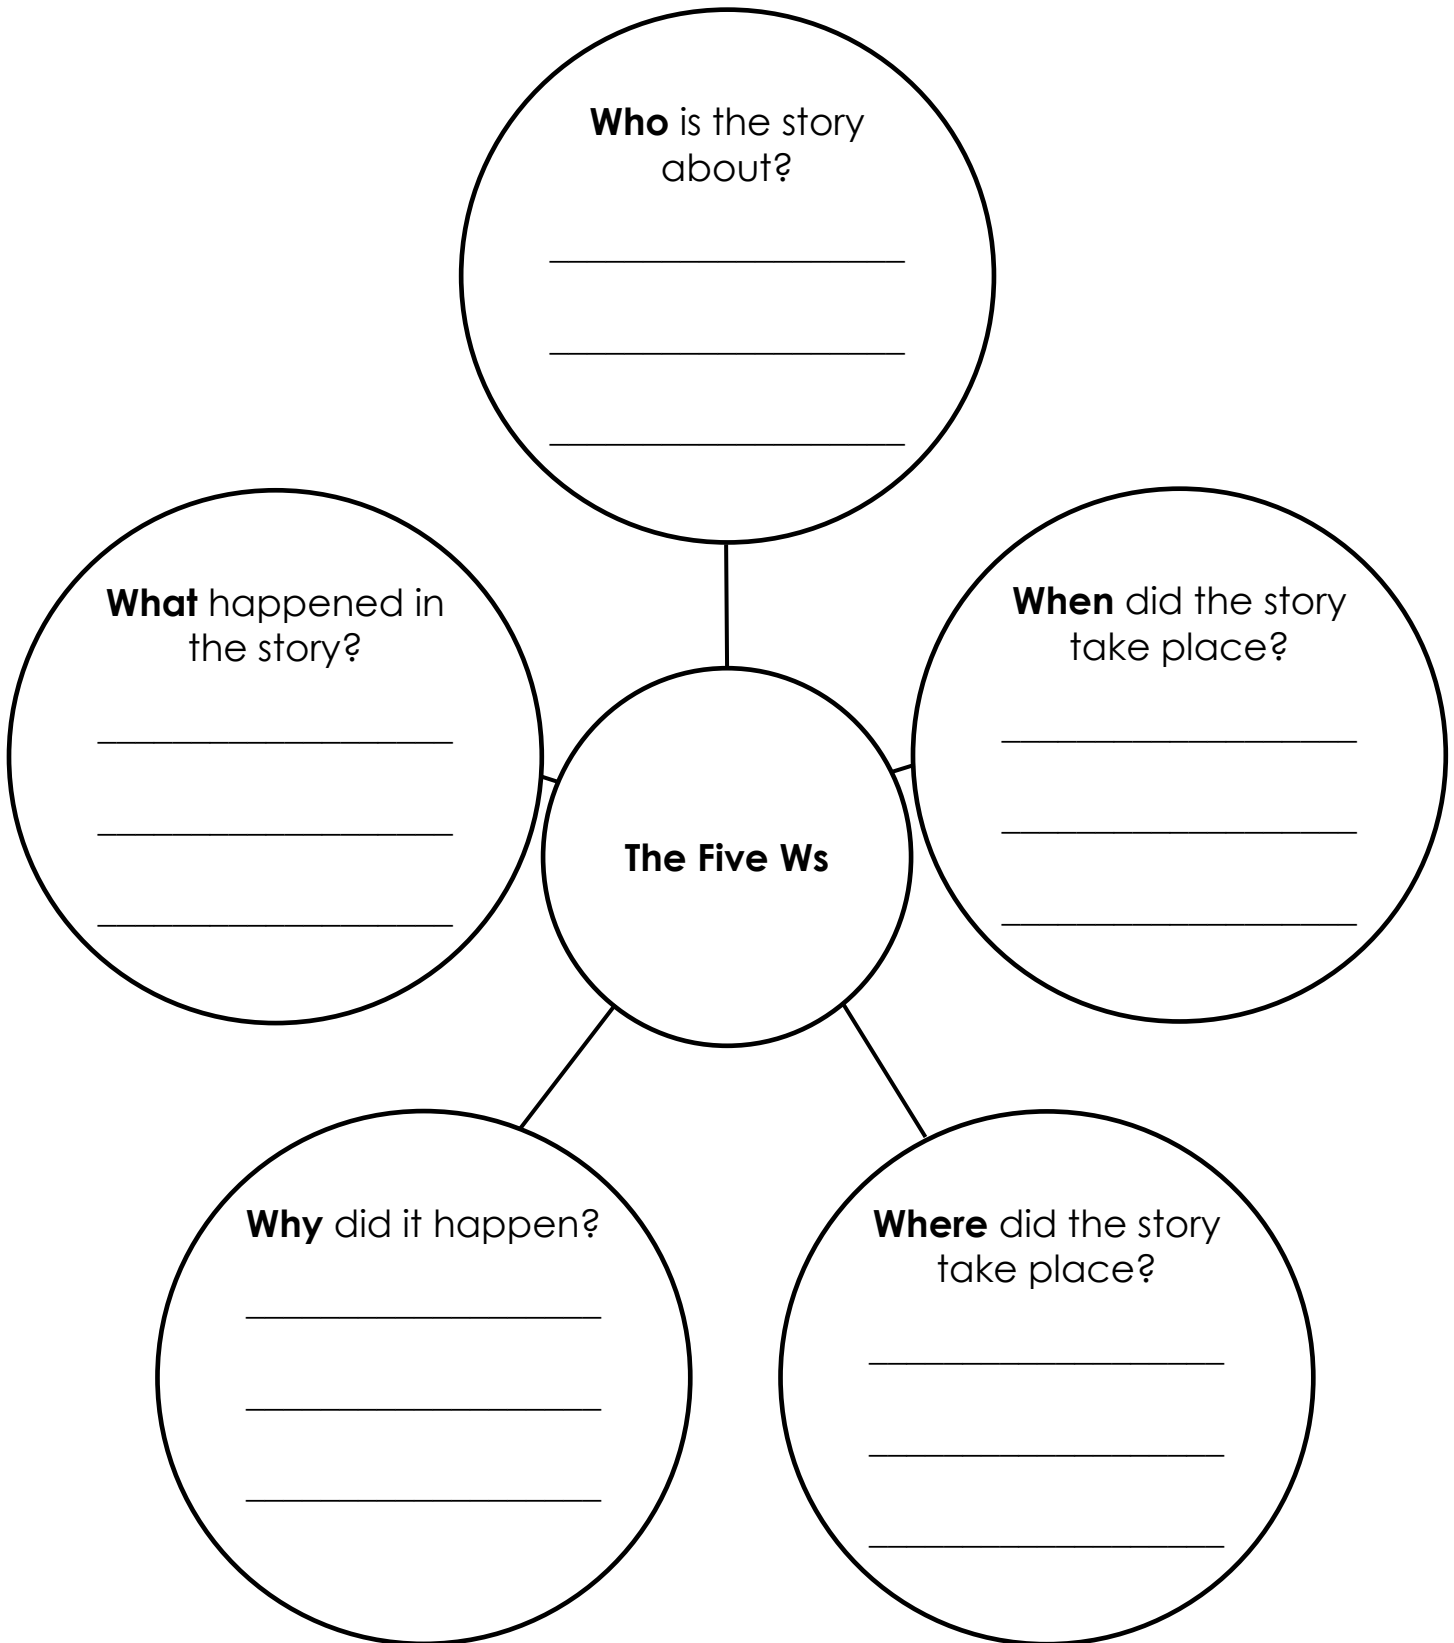 Who is the story
about?
What happened in
the story?
When did the story
take place?
The Five Ws
Why did it happen?
Where did the story
take place?